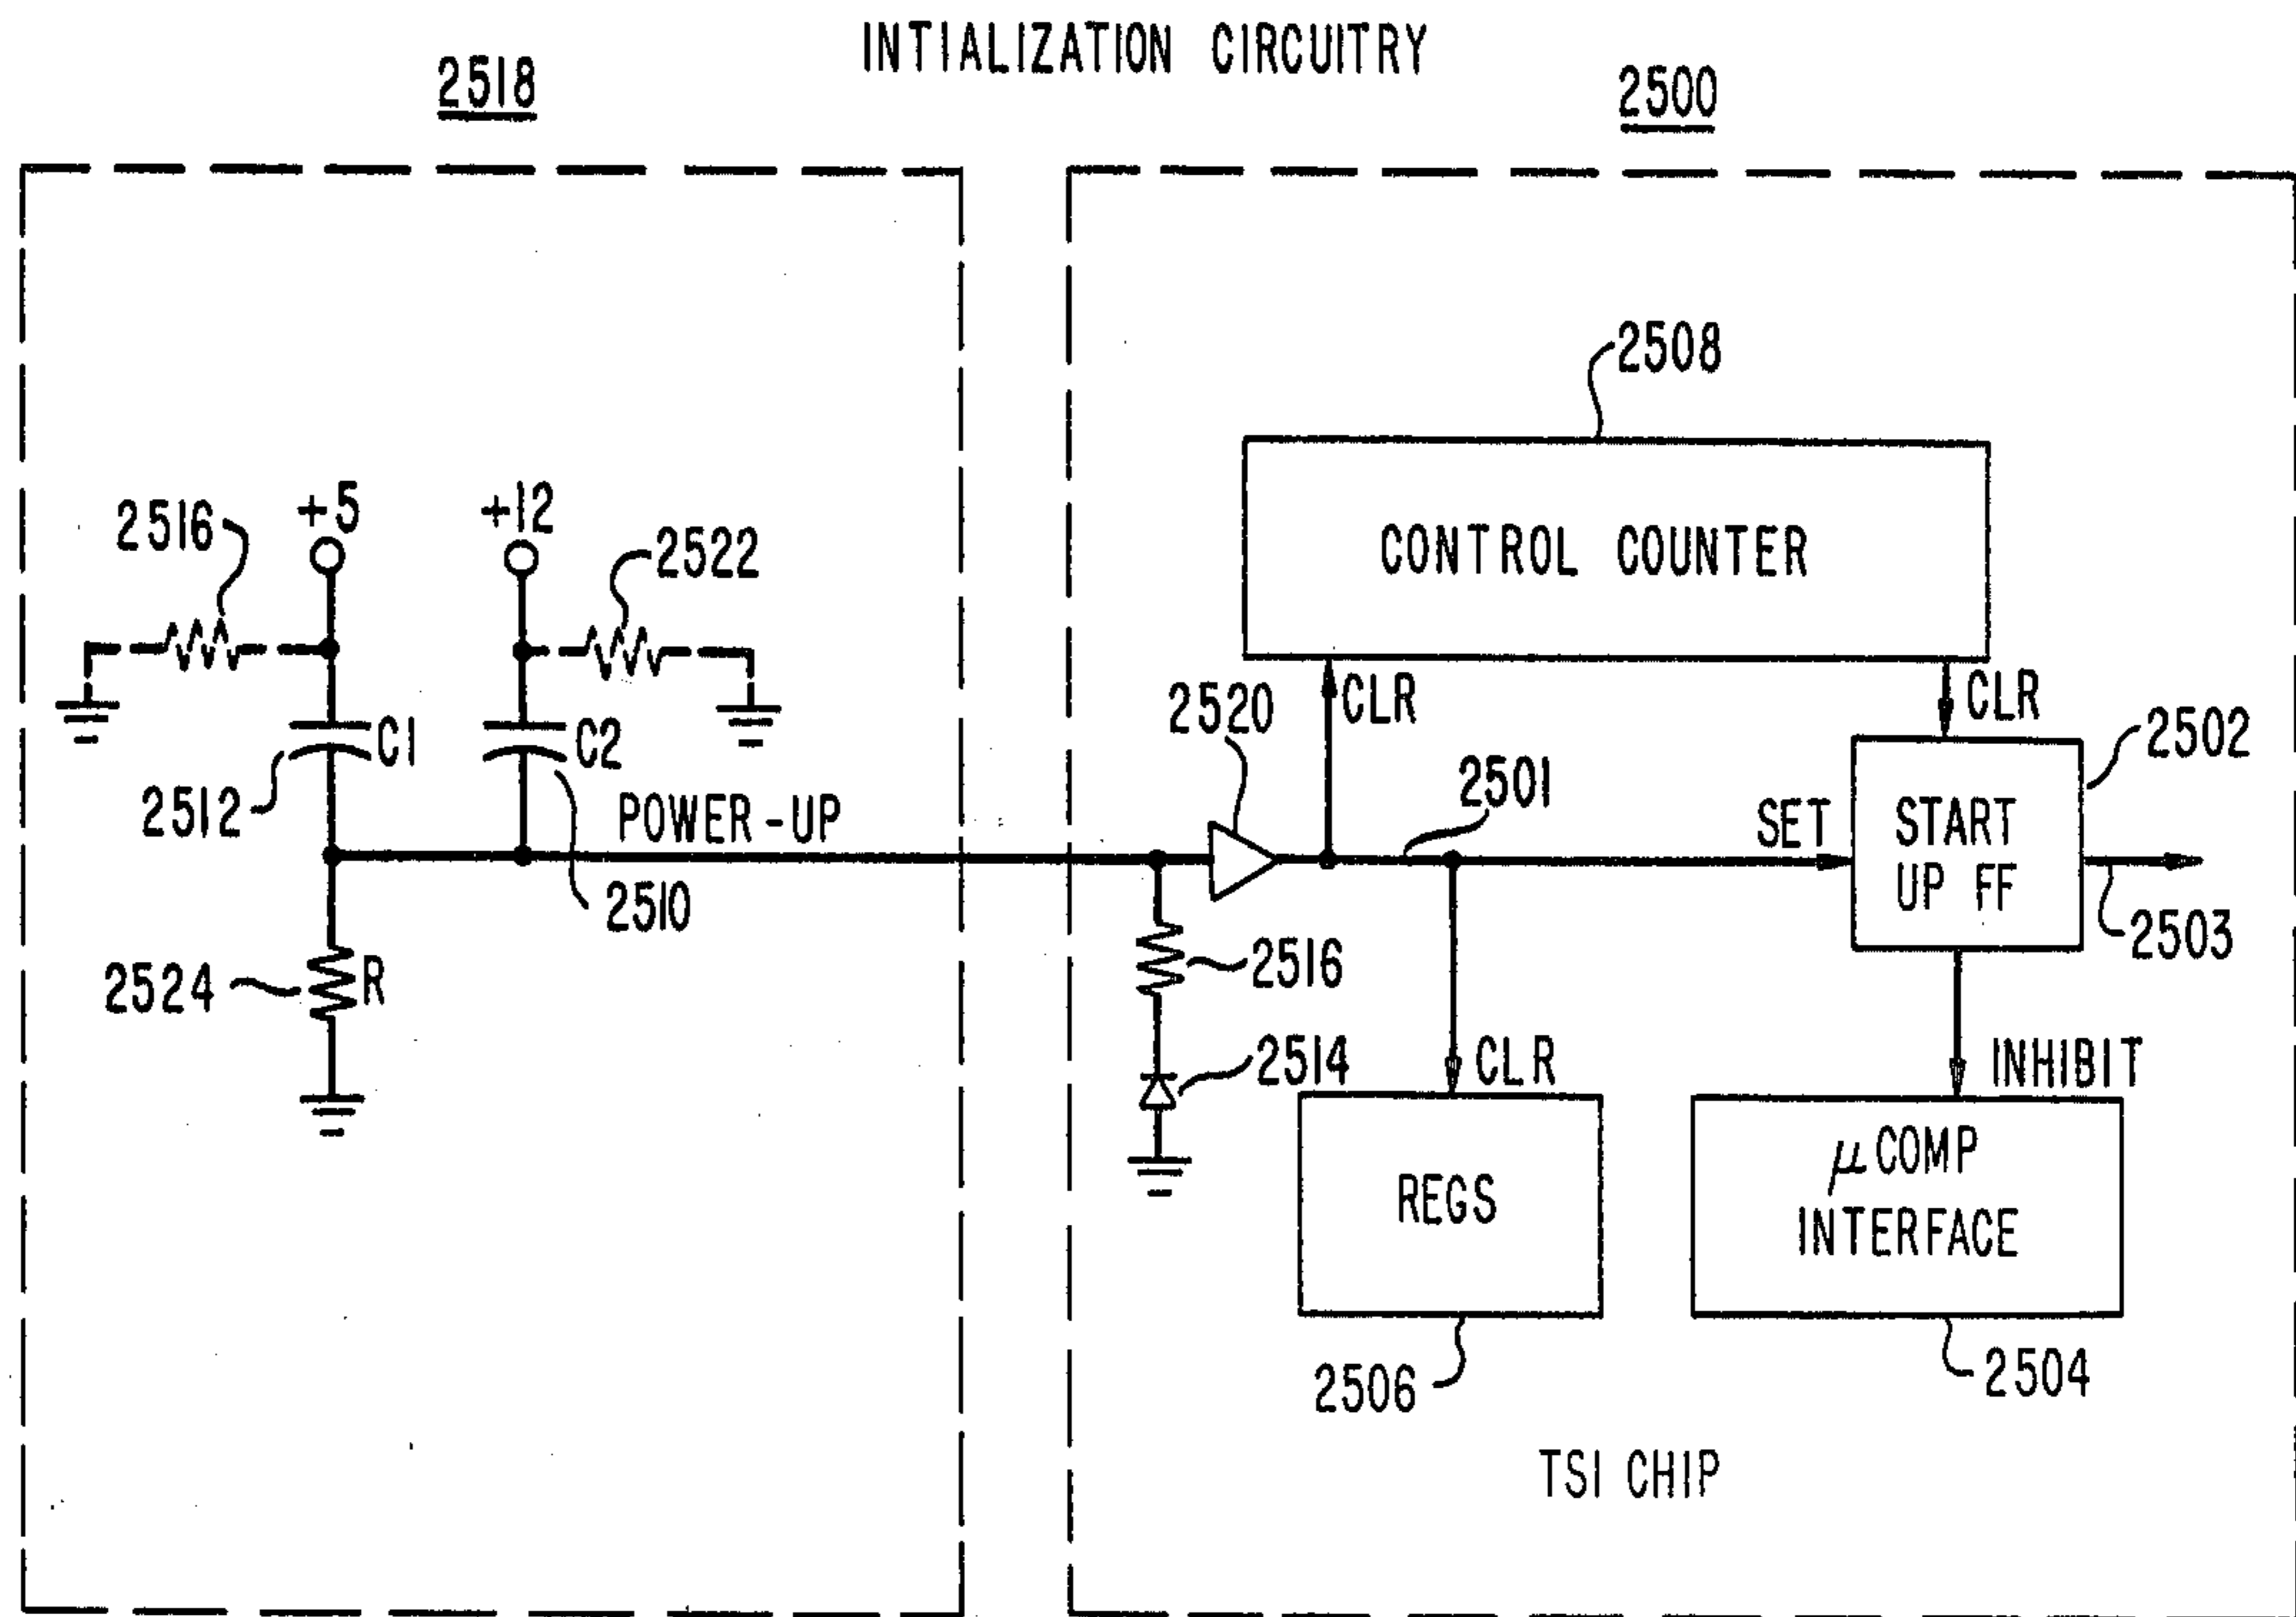 INTIALIZATION CIRCUITRY
2518
2500
2508
+5
+12
2516
2522
CONTROL COUNTER
CLR
CLR
2520
2502
C1
C2
2512
POWER-UP
2501
SET
START
UP FF
2510
2503
2524
R
2516
2514
CLR
INHIBIT
REGS
μ COMP
INTERFACE
2506
2504
TSI CHIP